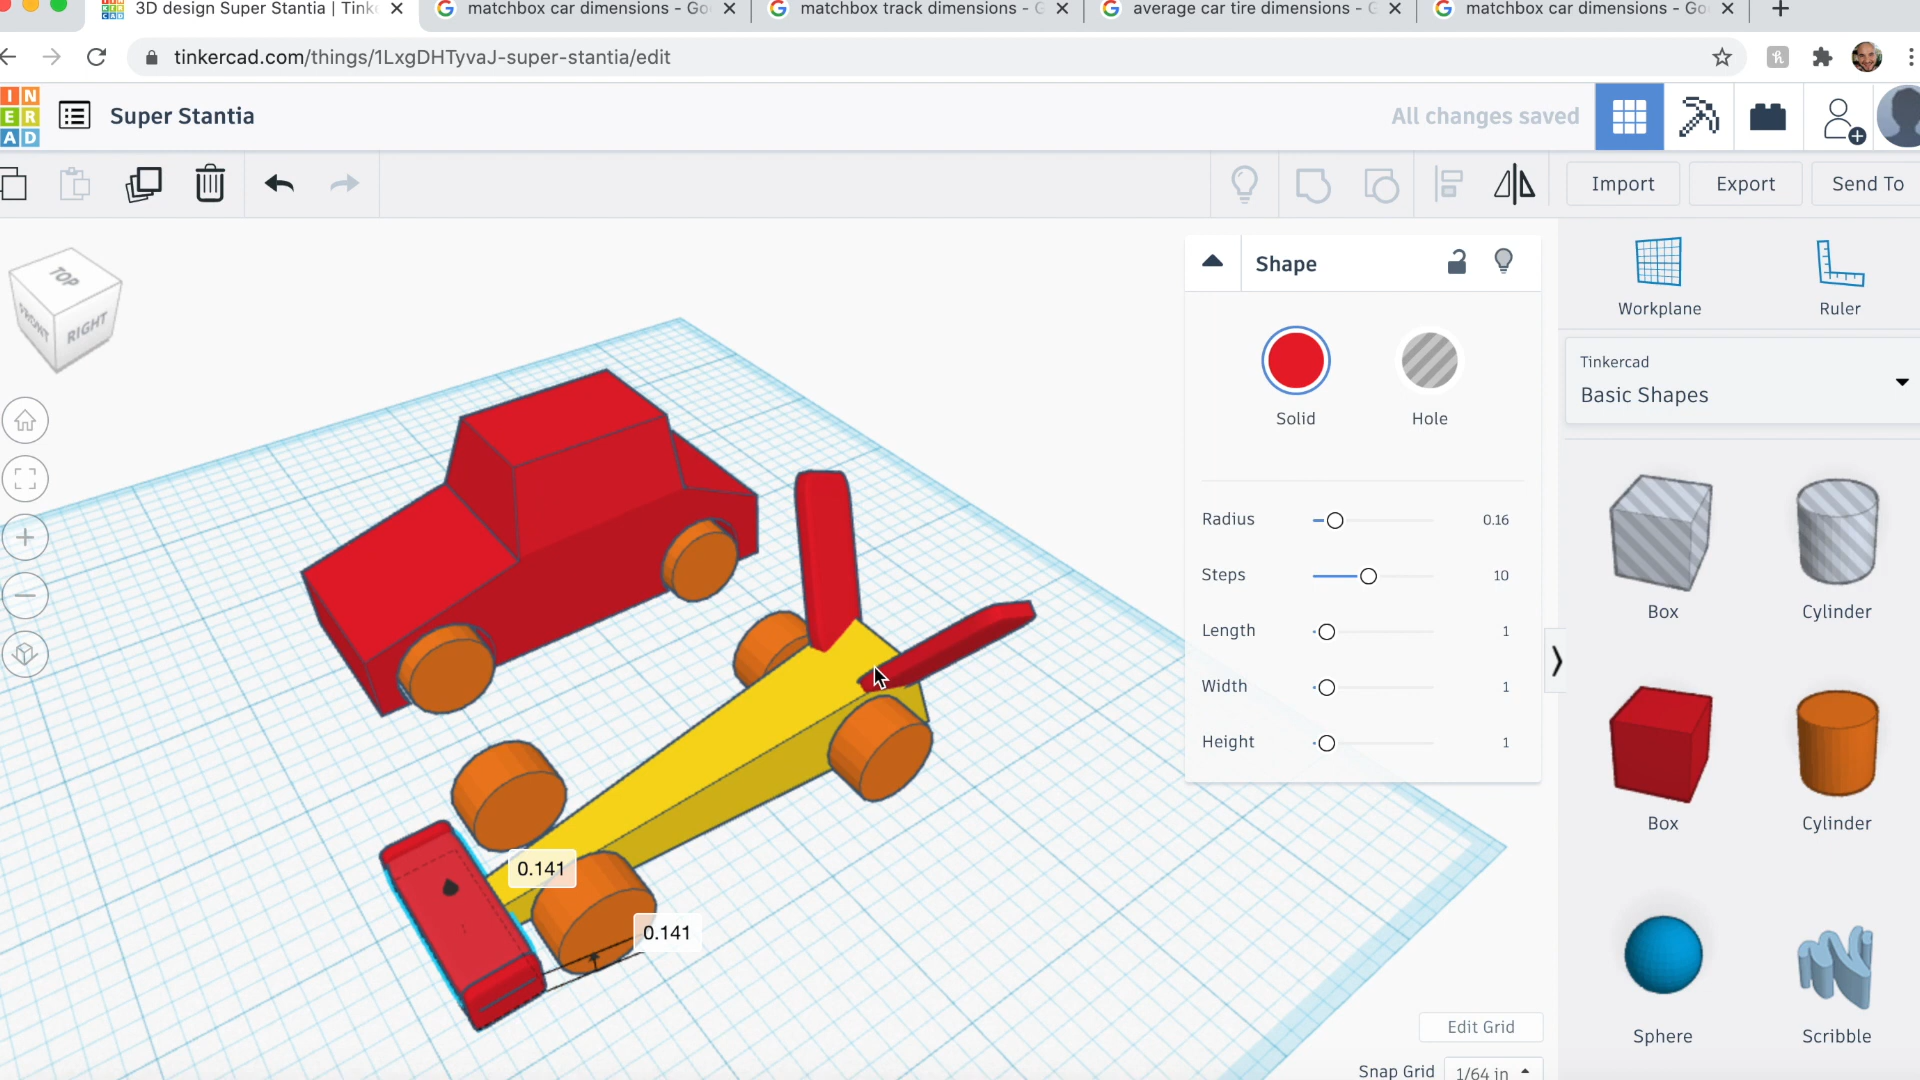 3D design Super Stantia | Tink
matchbox car dimensions - Go
matchbox track dimensions - G
average car tire dimensions - G
matchbox car dimensions - Go
tinkercad.com/things/1LxgDHTyvaJ-super-stantia/edit
I N
E R
A D
Super Stantia
All changes saved
Import
Export
Send To
TOP
FRONT
RIGHT
Shape
Solid
Hole
Radius 0.16
Steps 10
Length 1
Width 1
Height 1
0.141
0.141
Workplane
Ruler
Tinkercad
Basic Shapes
Box
Cylinder
Box
Cylinder
Sphere
Scribble
Edit Grid
Snap Grid 1/64 in